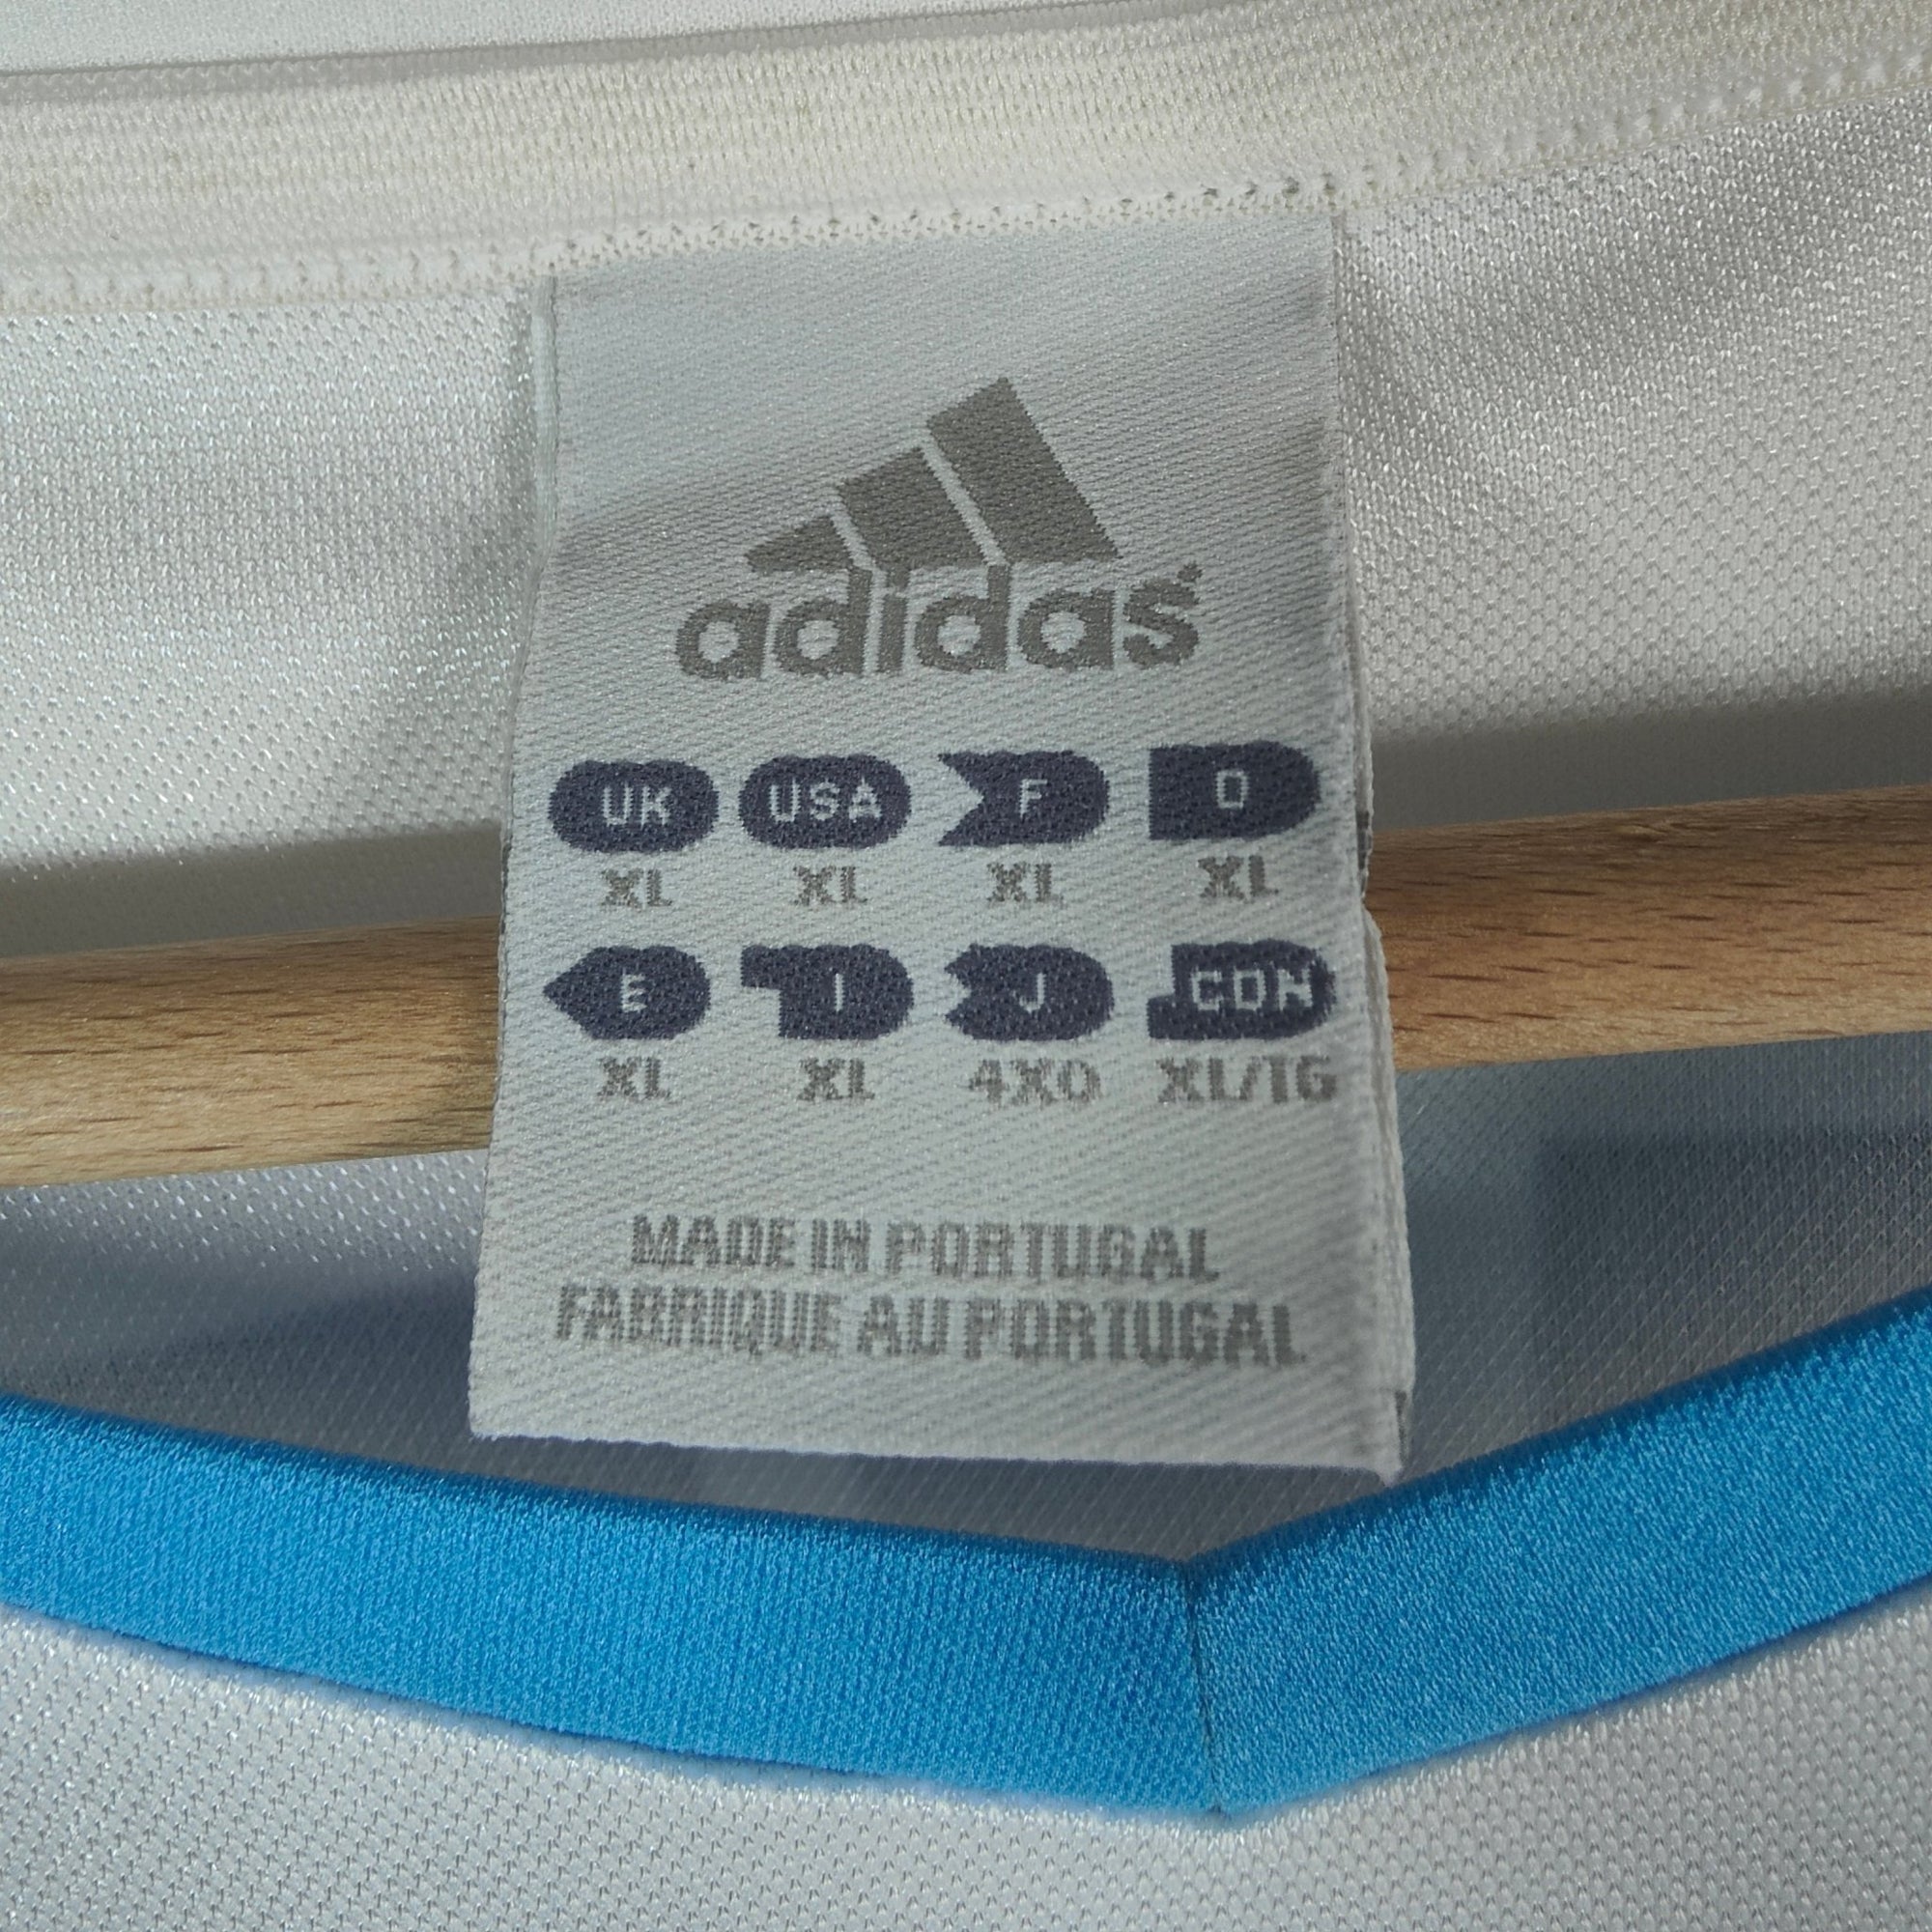 adidas
UK USA F D
XL XL XL XL
E I J CDN
XL XL 4XO XL/TG
MADE IN PORTUGAL
FABRIQUE AU PORTUGAL